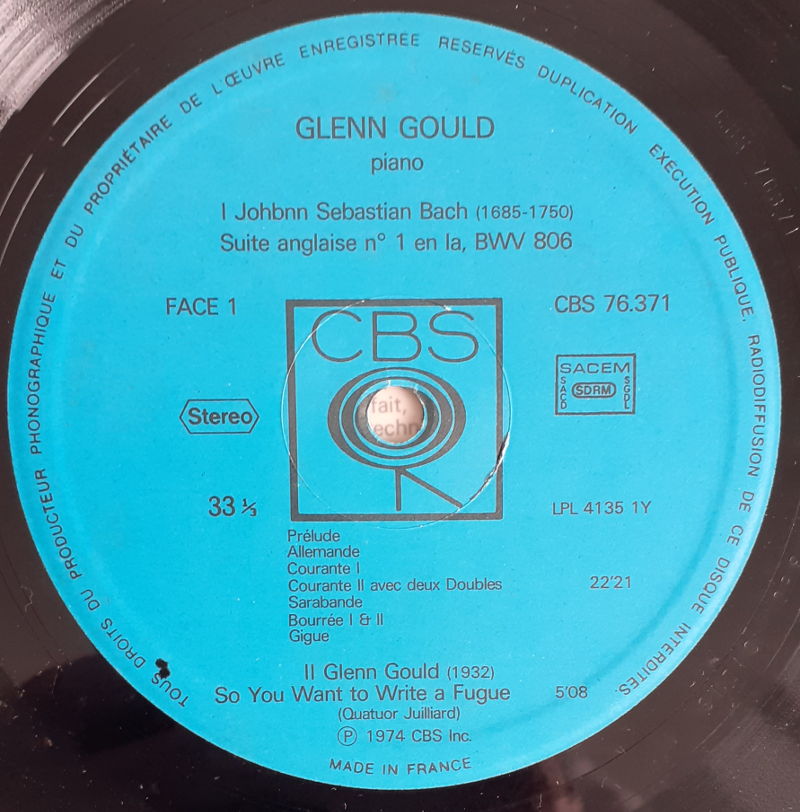 TOUS DROITS DU PRODUCTEUR PHONOGRAPHIQUE ET DU PROPRIÉTAIRE DE L'ŒUVRE ENREGISTRÉE RESERVÉS DUPLICATION EXECUTION PUBLIQUE, RADIODIFFUSION DE CE DISQUE INTERDITES.
GLENN GOULD
piano
I Johbnn Sebastian Bach (1685-1750)
Suite anglaise n° 1 en la, BWV 806
FACE 1
CBS 76.371
CBS
SACEM
SACD
SDRM
SGDL
Stereo
fait,
echn
33 ⅓
LPL 4135 1Y
Prélude
Allemande
Courante I
Courante II avec deux Doubles 22'21
Sarabande
Bourrée I & II
Gigue
II Glenn Gould (1932)
So You Want to Write a Fugue 5'08
(Quatuor Juilliard)
Ⓟ 1974 CBS Inc.
MADE IN FRANCE